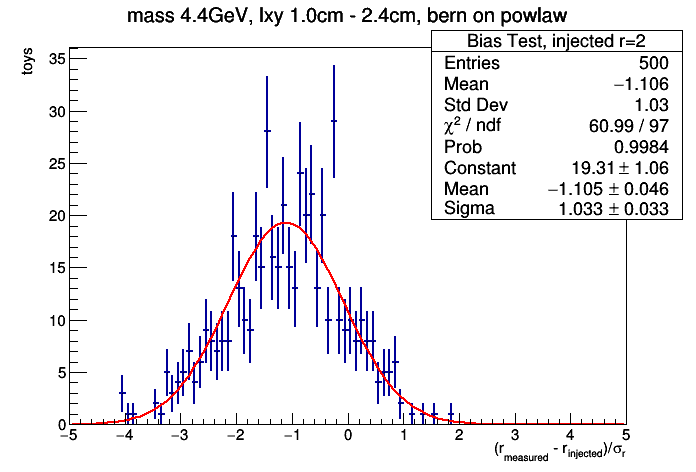 mass 4.4GeV, lxy 1.0cm - 2.4cm, bern on powlaw
toys
Bias Test, injected r=2
Entries 500
Mean −1.106
Std Dev 1.03
χ² / ndf 60.99 / 97
Prob 0.9984
Constant 19.31 ± 1.06
Mean −1.105 ± 0.046
Sigma 1.033 ± 0.033
35
30
25
20
15
10
5
0
−5 −4 −3 −2 −1 0 1 2 3 4 5
(r_measured - r_injected)/σ_r